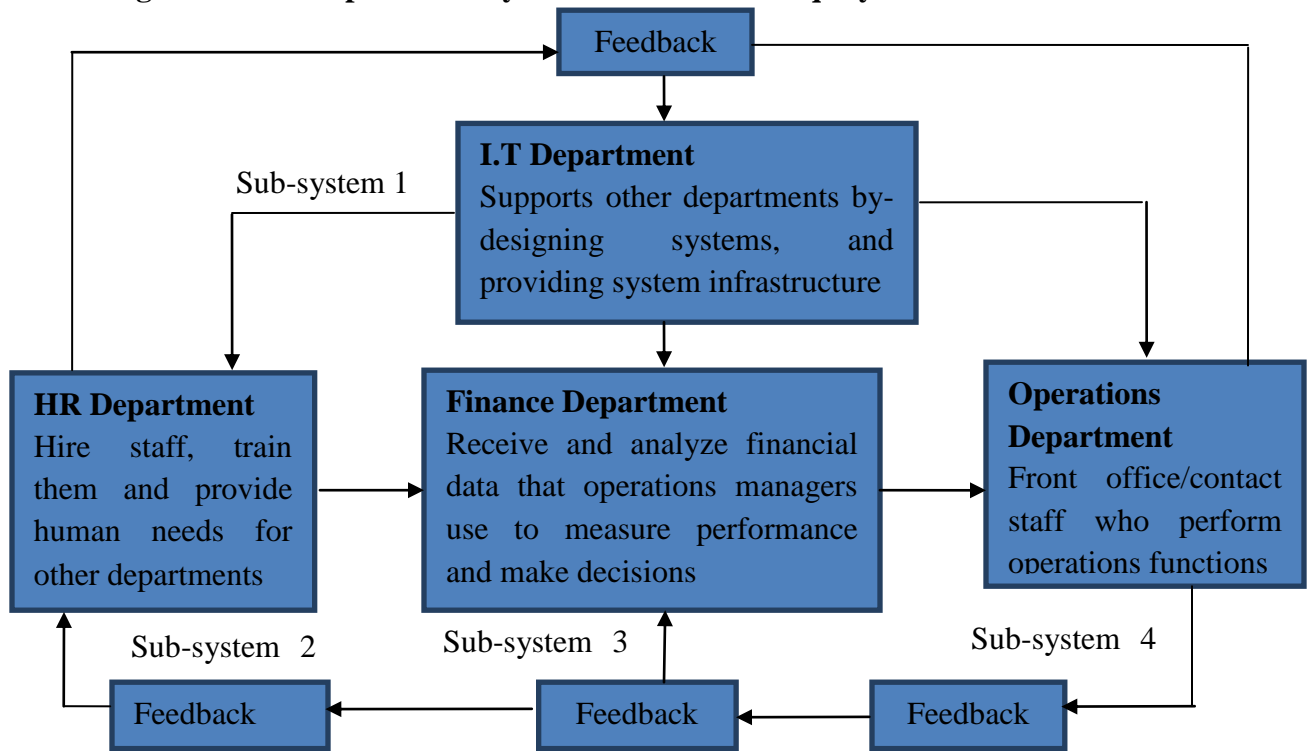 Feedback
I.T Department
Supports other departments by-
designing systems, and
providing system infrastructure
Sub-system 1
HR Department
Hire staff, train
them and provide
human needs for
other departments
Finance Department
Receive and analyze financial
data that operations managers
use to measure performance
and make decisions
Operations
Department
Front office/contact
staff who perform
operations functions
Sub-system 2
Sub-system 3
Sub-system 4
Feedback
Feedback
Feedback